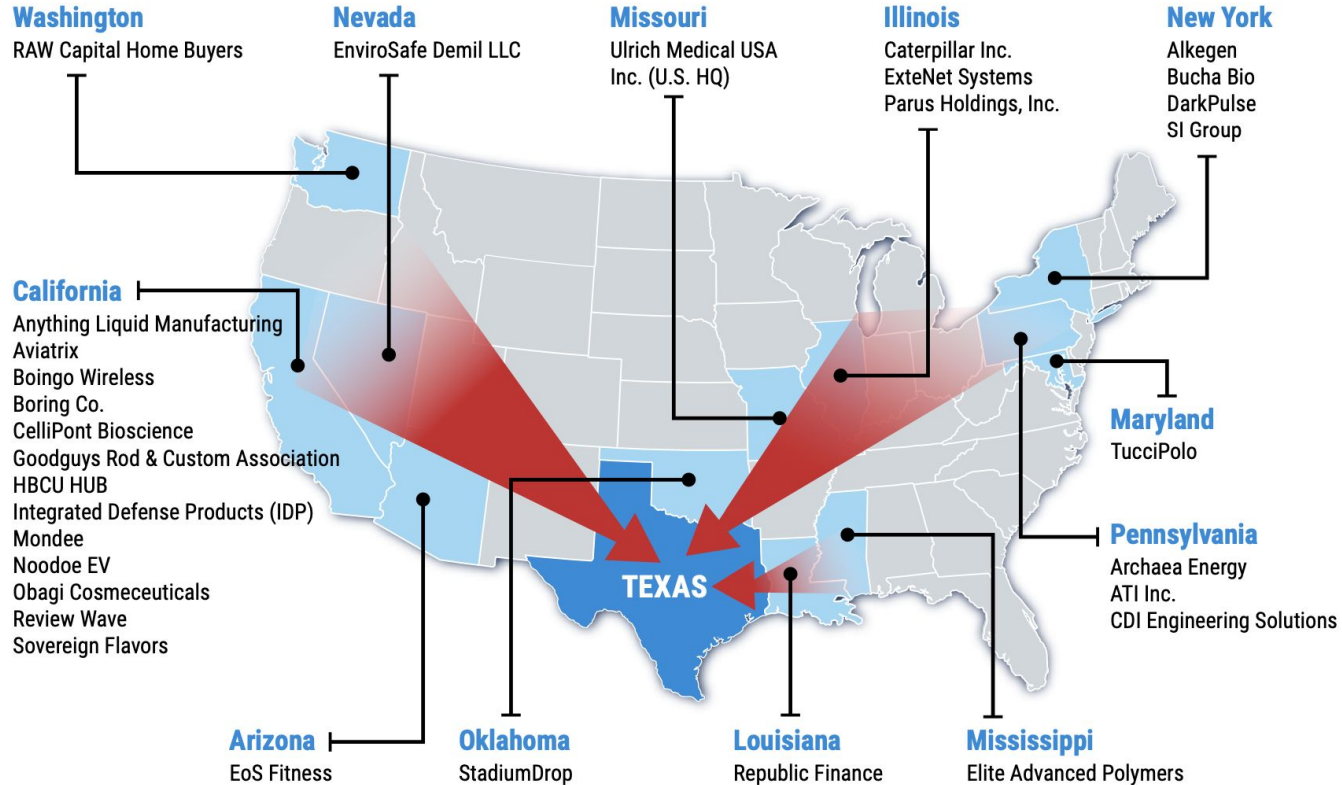 Washington
RAW Capital Home Buyers
Nevada
EnviroSafe Demil LLC
Missouri
Ulrich Medical USA
Inc. (U.S. HQ)
Illinois
Caterpillar Inc.
ExteNet Systems
Parus Holdings, Inc.
New York
Alkegen
Bucha Bio
DarkPulse
SI Group
California
Anything Liquid Manufacturing
Aviatrix
Boingo Wireless
Boring Co.
CelliPont Bioscience
Goodguys Rod & Custom Association
HBCU HUB
Integrated Defense Products (IDP)
Mondee
Noodoe EV
Obagi Cosmeceuticals
Review Wave
Sovereign Flavors
TEXAS
Maryland
TucciPolo
Pennsylvania
Archaea Energy
ATI Inc.
CDI Engineering Solutions
Arizona
EoS Fitness
Oklahoma
StadiumDrop
Louisiana
Republic Finance
Mississippi
Elite Advanced Polymers